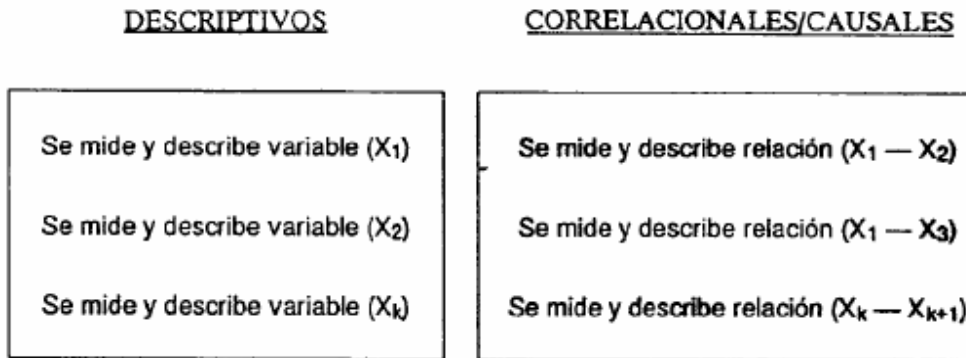 DESCRIPTIVOS
Se mide y describe variable (X₁)
Se mide y describe variable (X₂)
Se mide y describe variable (Xₖ)
CORRELACIONALES/CAUSALES
Se mide y describe relación (X₁ — X₂)
Se mide y describe relación (X₁ — X₃)
Se mide y describe relación (Xₖ — Xₖ₊₁)